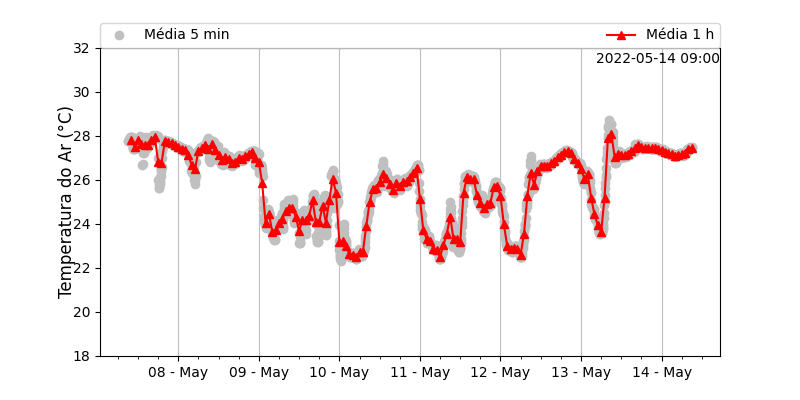 Média 5 min
Média 1 h
2022-05-14 09:00
Temperatura do Ar (°C)
32
30
28
26
24
22
20
18
08 - May
09 - May
10 - May
11 - May
12 - May
13 - May
14 - May